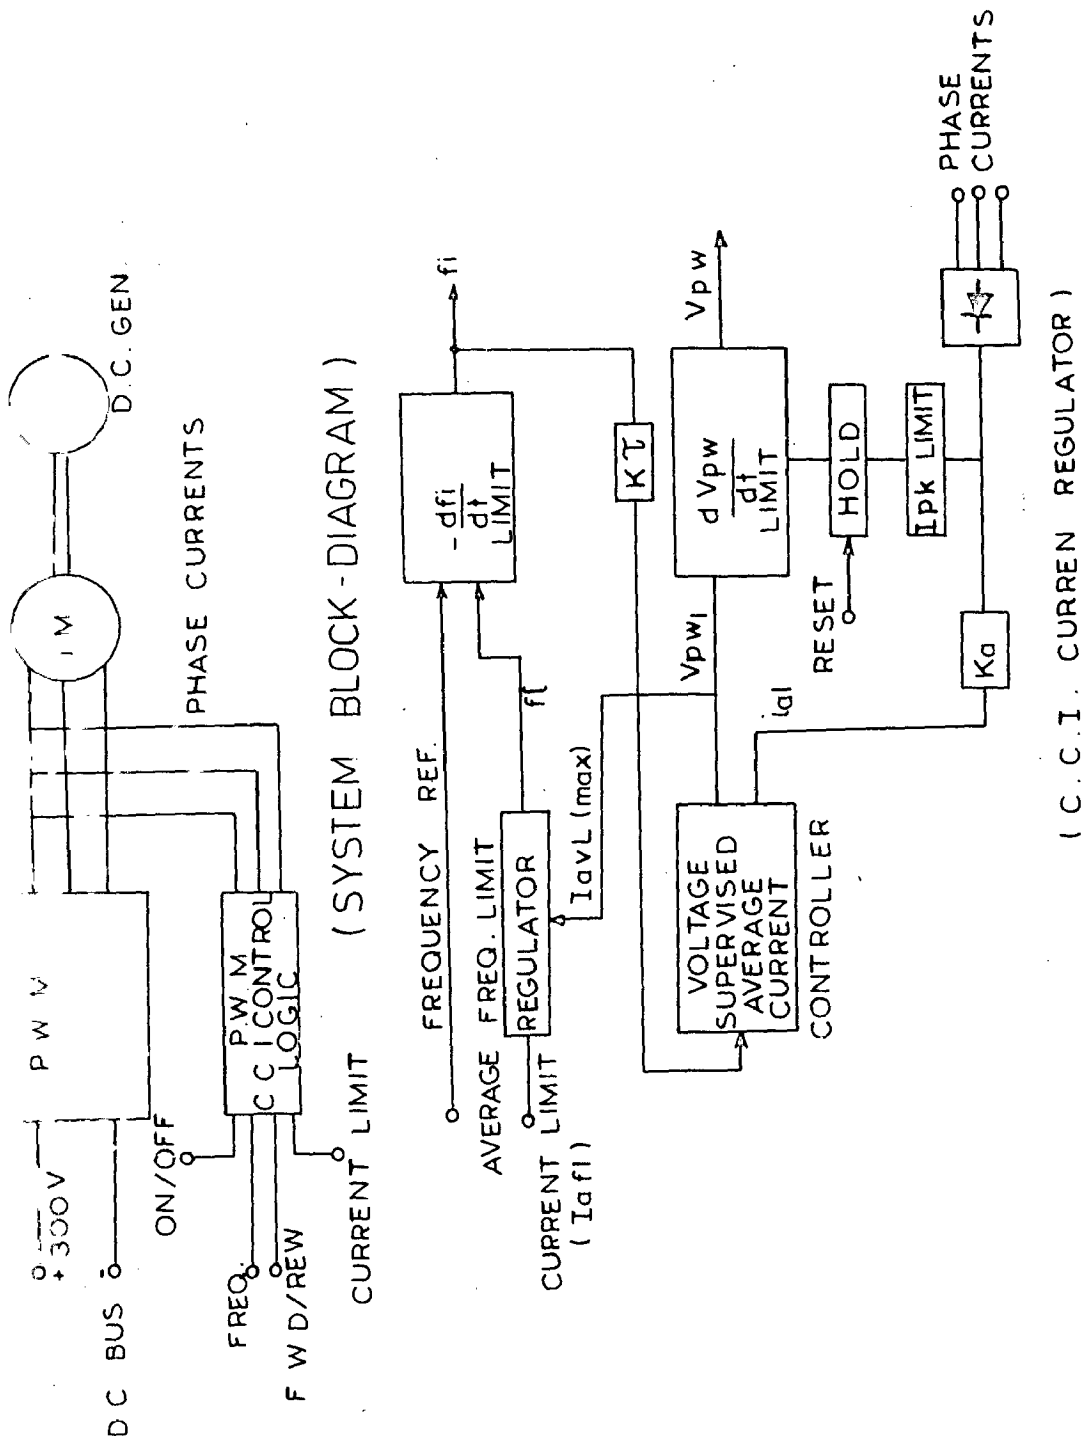 +300V
DC BUS
-
PWM
IM
D.C. GEN
ON/OFF
FREQ.
FWD/REW
CURRENT LIMIT
P.W.M
C C I CONTROL
LOGIC
PHASE CURRENTS
(SYSTEM BLOCK-DIAGRAM)
FREQUENCY REF.
AVERAGE FREQ. LIMIT
CURRENT LIMIT
(Iafl)
REGULATOR
fl
IavL (max)
- dfi
dt
LIMIT
fi
Kτ
VOLTAGE
SUPERVISED
AVERAGE
CURRENT
CONTROLLER
Vpw1
ial
dVpw
dt
LIMIT
Vpw
RESET
HOLD
Ipk LIMIT
Ka
PHASE
CURRENTS
(C.C.I. CURREN REGULATOR)